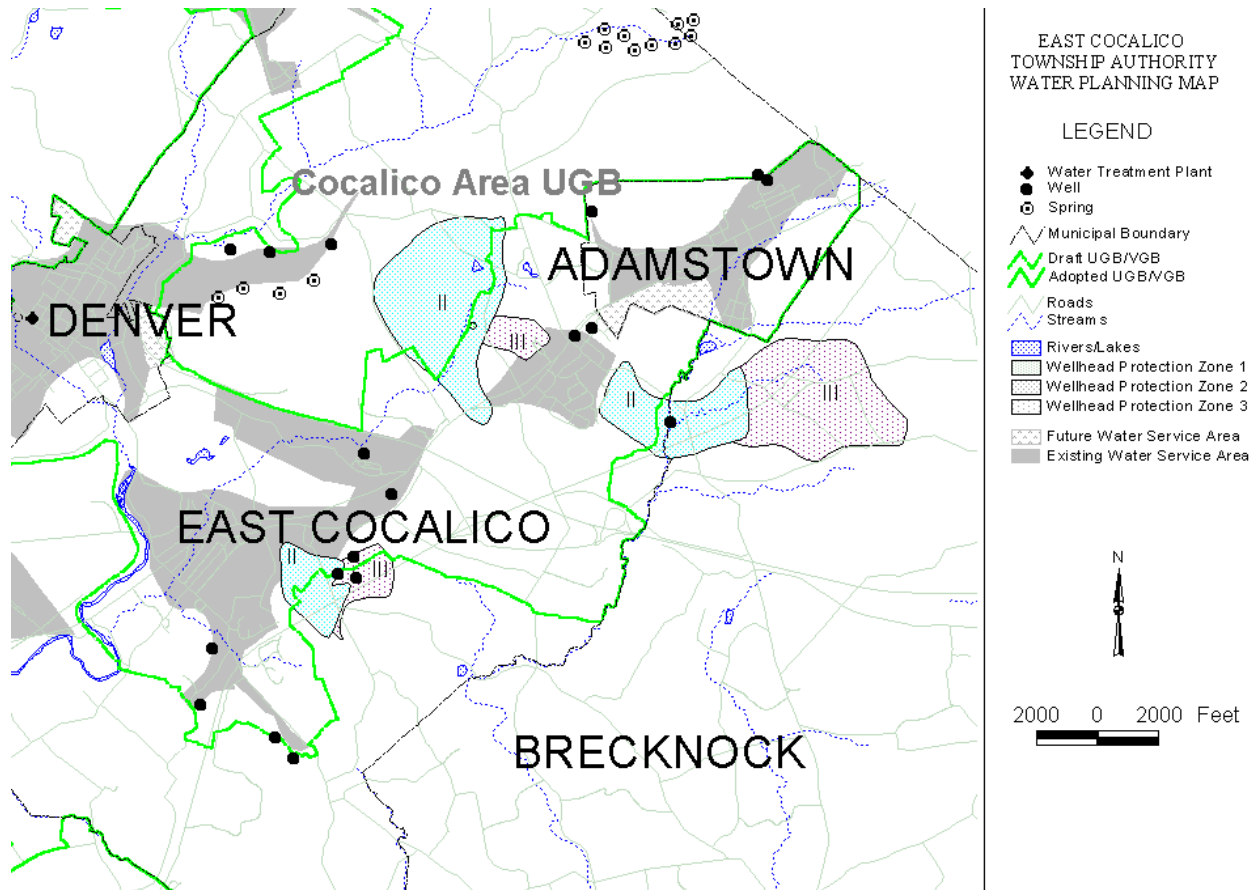 Cocalico Area UGB
ADAMSTOWN
DENVER
II
III
II
III
EAST COCALICO
II
III
BRECKNOCK
EAST COCALICO
TOWNSHIP AUTHORITY
WATER PLANNING MAP
LEGEND
Water Treatment Plant
Well
Spring
Municipal Boundary
Draft UGB/VGB
Adopted UGB/VGB
Roads
Streams
Rivers/Lakes
Wellhead Protection Zone 1
Wellhead Protection Zone 2
Wellhead Protection Zone 3
Future Water Service Area
Existing Water Service Area
N
2000 0 2000 Feet